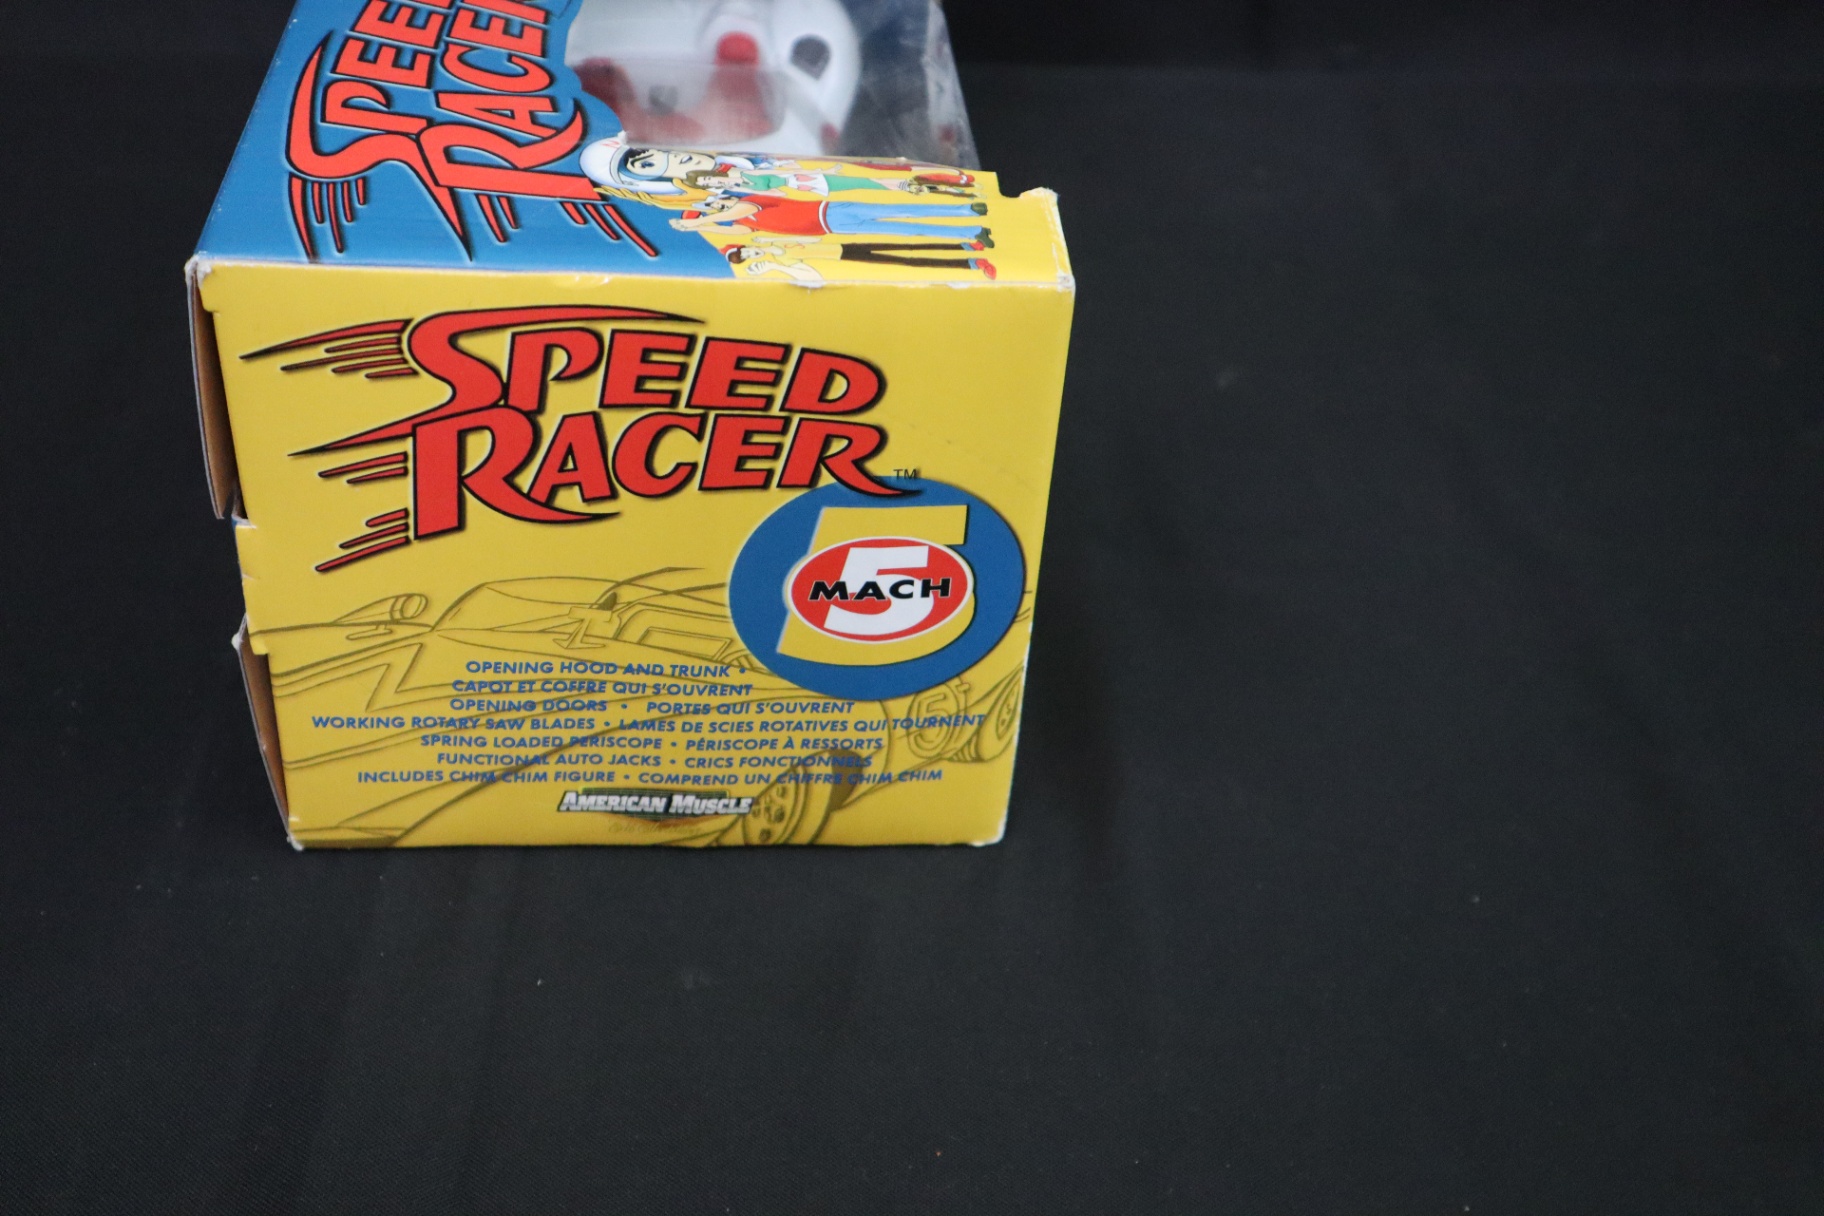 SPEED
RACER
SPEED
RACER™
5
MACH 5
OPENING HOOD AND TRUNK •
CAPOT ET COFFRE QUI S'OUVRENT
OPENING DOORS • PORTES QUI S'OUVRENT
WORKING ROTARY SAW BLADES • LAMES DE SCIES ROTATIVES QUI TOURNENT
SPRING LOADED PERISCOPE • PÉRISCOPE À RESSORTS
FUNCTIONAL AUTO JACKS • CRICS FONCTIONNELS
INCLUDES CHIM CHIM FIGURE • COMPREND UN CHIFFRE CHIM CHIM
AMERICAN MUSCLE